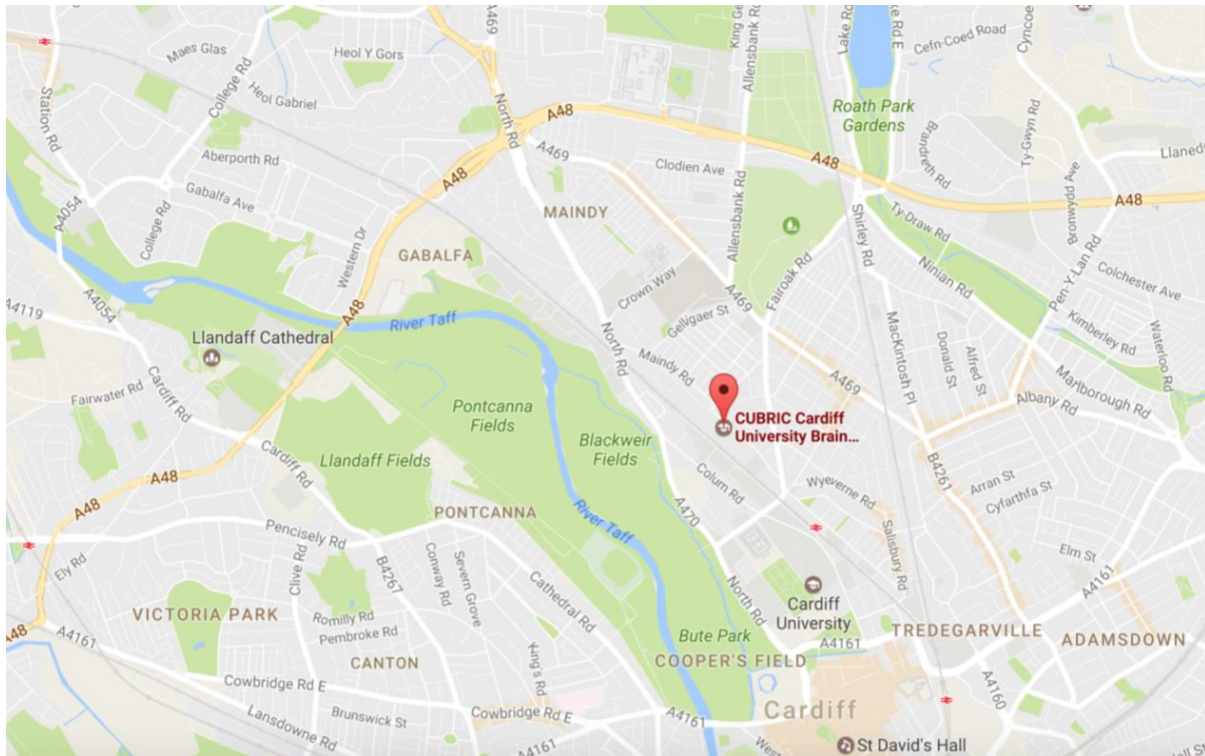 A469
King Ge
Allensbank Rd
Lake Rd
e Rd E
Cefn-Coed Road
Cyncoe
Maes Glas
Heol Y Gors
College Rd
Station Rd
Heol Gabriel
North Rd
A48
Roath Park
Gardens
Brandreth Rd
Ty-Gwyn Rd
Llaned
Aberporth Rd
A469
Clodien Ave
A48
A48
Gabalfa Ave
A4054
College Rd
Western Dr
MAINDY
Allensbank Rd
Shirley Rd
Ty-Draw Rd
Bronwydd Ave
A48
GABALFA
Ninian Rd
Pen-Y-Lan Rd
Colchester Ave
Crown Way
Fairoak Rd
A48
A4119
A4054
River Taff
Gelligaer St
A469
MacKintosh Pl
Kimberley Rd
Waterloo Rd
Llandaff Cathedral
North Rd
Maindy Rd
Donald St
Alfred St
Marlborough Rd
Fairwater Rd
Cardiff Rd
A469
Albany Rd
Pontcanna
Fields
CUBRIC Cardiff
University Brain...
Blackweir
Fields
Llandaff Fields
Cardiff Rd
B4261
A48
A48
Colum Rd
Wyeverne Rd
Arran St
Cyfarthfa St
PONTCANNA
A470
River Taff
Salisbury Rd
Pencisely Rd
Ely Rd
Clive Rd
B4267
Conway Rd
Severn Grove
Cathedral Rd
Elm St
A4161
North Rd
Cardiff
University
VICTORIA PARK
Romilly Rd
Pembroke Rd
A48
A4161
Bute Park
COOPER'S FIELD
A4161
TREDEGARVILLE
ADAMSDOWN
CANTON
King's Rd
Cowbridge Rd E
Lansdowne Rd
Brunswick St
Cowbridge Rd E
A4161
A4161
Cardiff
A4160
West
St David's Hall